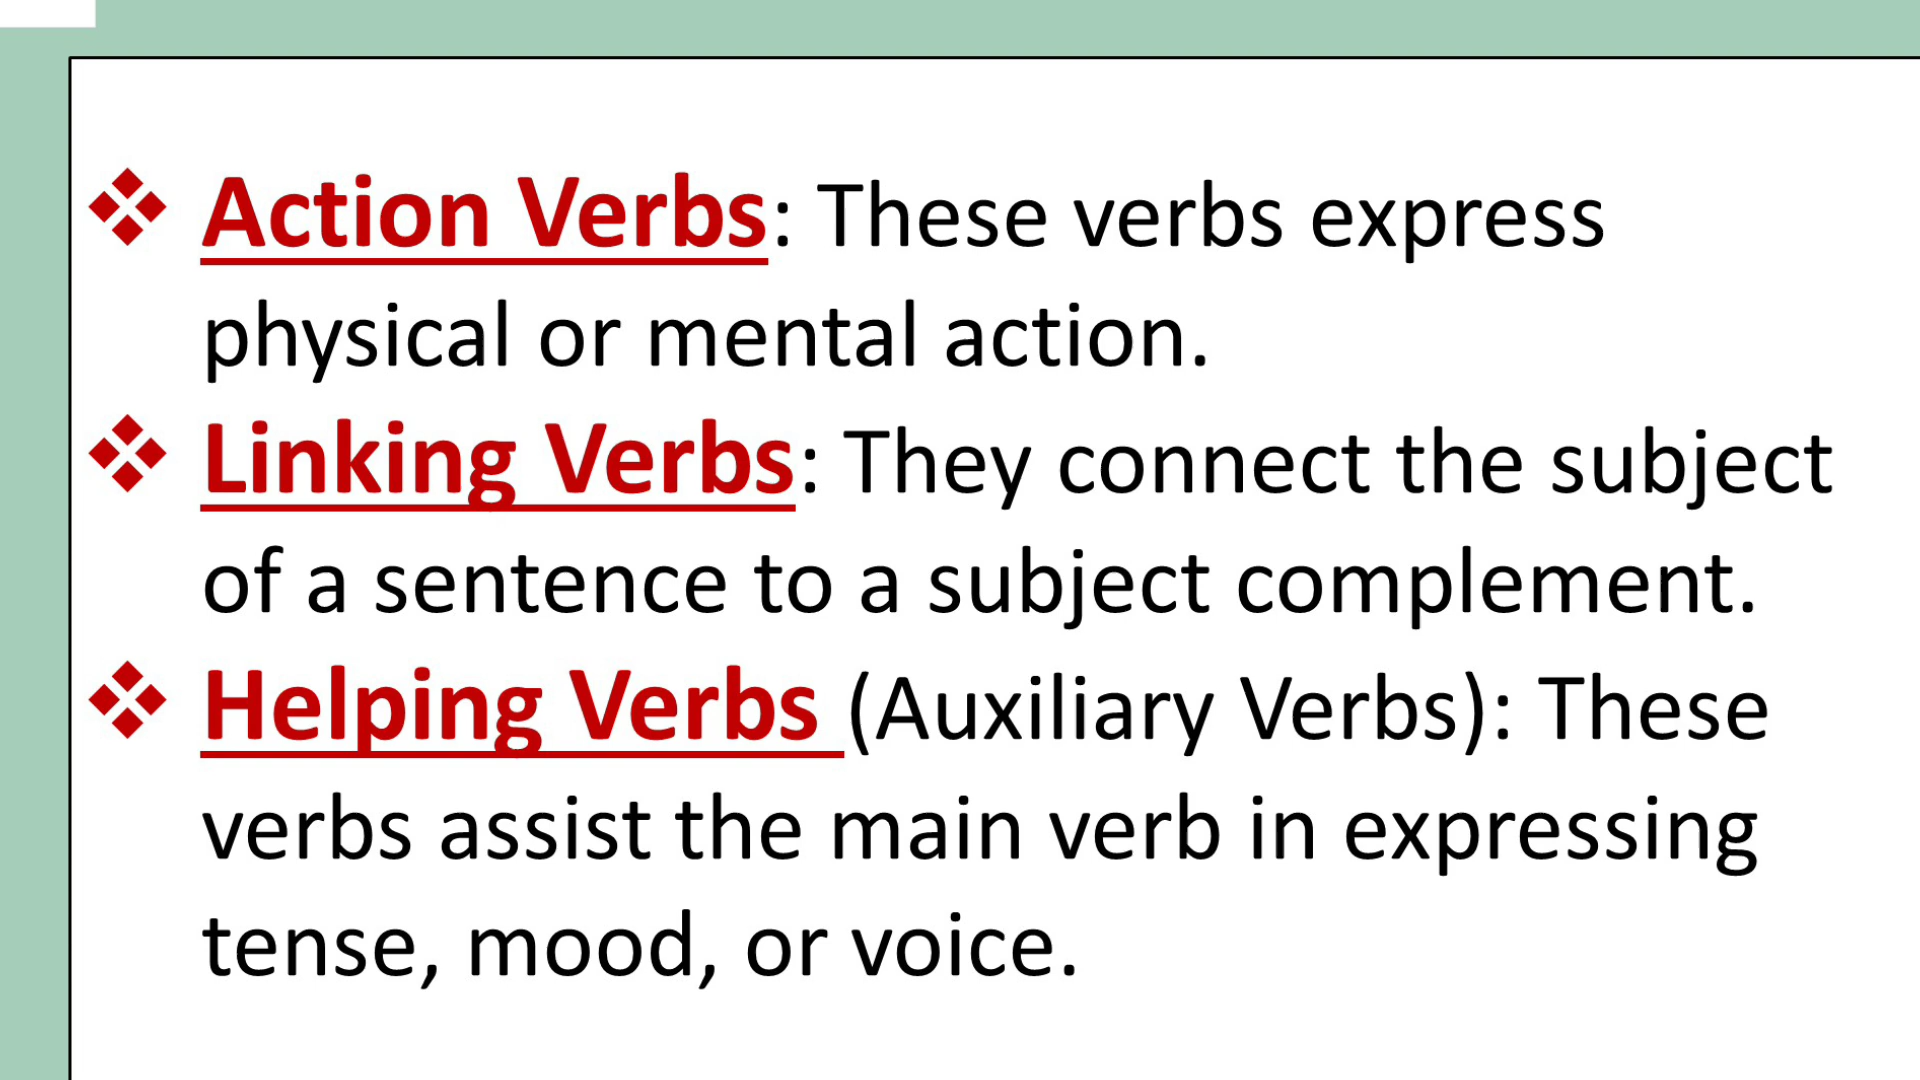 ❖ Action Verbs: These verbs express
physical or mental action.
❖ Linking Verbs: They connect the subject
of a sentence to a subject complement.
❖ Helping Verbs (Auxiliary Verbs): These
verbs assist the main verb in expressing
tense, mood, or voice.